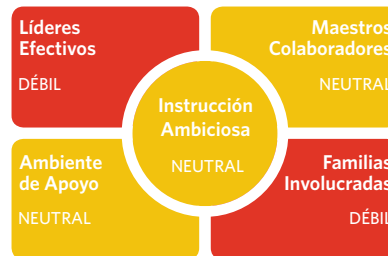 Líderes
Efectivos
DÉBIL
Maestros
Colaboradores
NEUTRAL
Instrucción
Ambiciosa
NEUTRAL
Ambiente
de Apoyo
NEUTRAL
Familias
Involucradas
DÉBIL